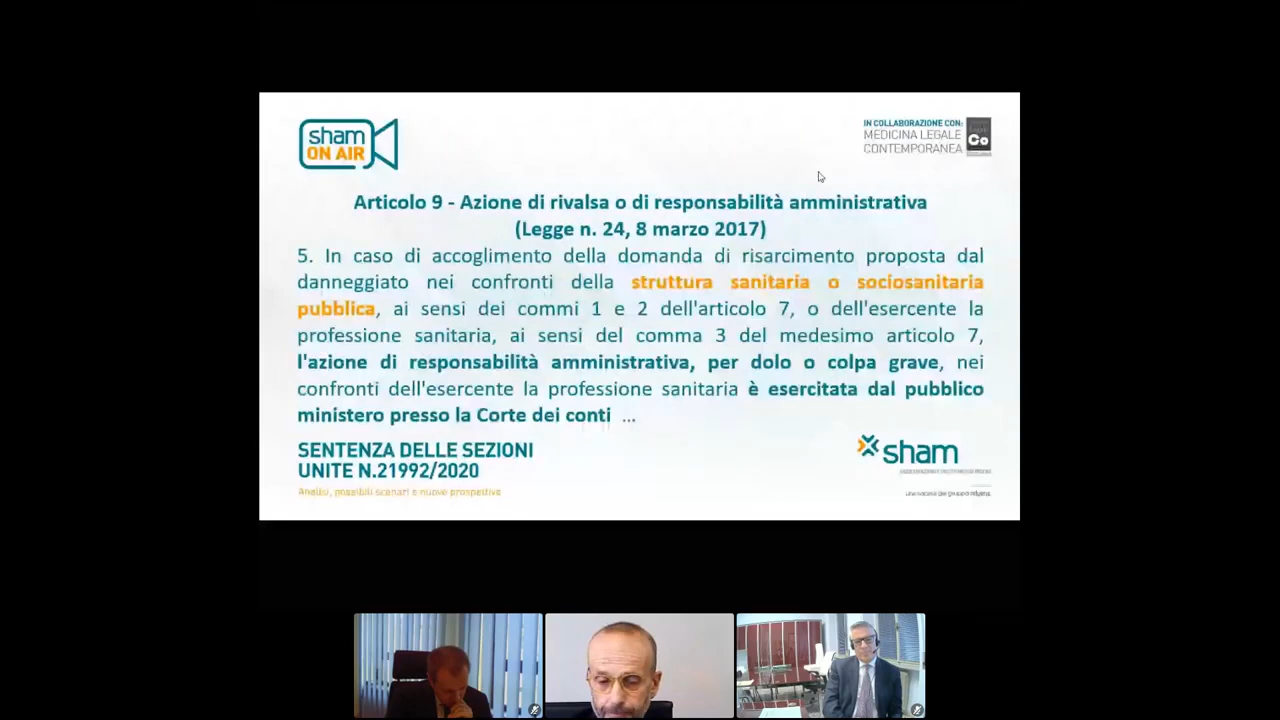 sham
ON AIR
IN COLLABORAZIONE CON:
MEDICINA LEGALE
CONTEMPORANEA
Co
Articolo 9 - Azione di rivalsa o di responsabilità amministrativa
(Legge n. 24, 8 marzo 2017)
5. In caso di accoglimento della domanda di risarcimento proposta dal
danneggiato nei confronti della struttura sanitaria o sociosanitaria
pubblica, ai sensi dei commi 1 e 2 dell'articolo 7, o dell'esercente la
professione sanitaria, ai sensi del comma 3 del medesimo articolo 7,
l'azione di responsabilità amministrativa, per dolo o colpa grave, nei
confronti dell'esercente la professione sanitaria è esercitata dal pubblico
ministero presso la Corte dei conti ...
SENTENZA DELLE SEZIONI
UNITE N.21992/2020
Analisi, possibili scenari e nuove prospettive
sham